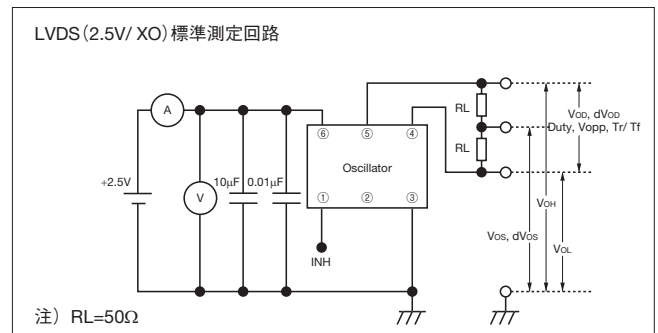 LVDS(2.5V/ XO)標準測定回路
A
RL
VOD, dVOD
Duty, Vopp, Tr/ Tf
⑥ ⑤ ④
RL
Oscillator
+2.5V
V
10μF
0.01μF
① ② ③
VOH
VOS, dVOS
VOL
INH
注) RL=50Ω